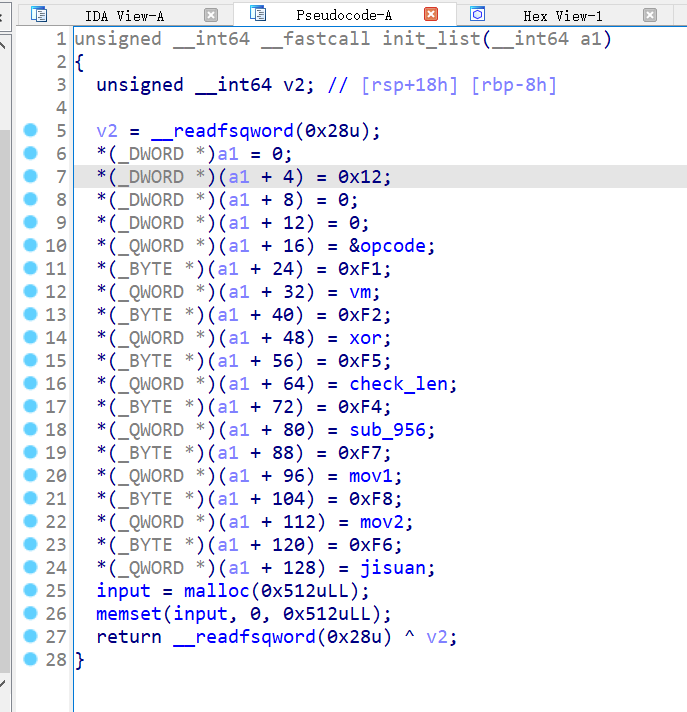 IDA View-A Pseudocode-A Hex View-1
1 unsigned __int64 __fastcall init_list(__int64 a1)
2 {
3 unsigned __int64 v2; // [rsp+18h] [rbp-8h]
4
5 v2 = __readfsqword(0x28u);
6 *(_DWORD *)a1 = 0;
7 *(_DWORD *)(a1 + 4) = 0x12;
8 *(_DWORD *)(a1 + 8) = 0;
9 *(_DWORD *)(a1 + 12) = 0;
10 *(_QWORD *)(a1 + 16) = &opcode;
11 *(_BYTE *)(a1 + 24) = 0xF1;
12 *(_QWORD *)(a1 + 32) = vm;
13 *(_BYTE *)(a1 + 40) = 0xF2;
14 *(_QWORD *)(a1 + 48) = xor;
15 *(_BYTE *)(a1 + 56) = 0xF5;
16 *(_QWORD *)(a1 + 64) = check_len;
17 *(_BYTE *)(a1 + 72) = 0xF4;
18 *(_QWORD *)(a1 + 80) = sub_956;
19 *(_BYTE *)(a1 + 88) = 0xF7;
20 *(_QWORD *)(a1 + 96) = mov1;
21 *(_BYTE *)(a1 + 104) = 0xF8;
22 *(_QWORD *)(a1 + 112) = mov2;
23 *(_BYTE *)(a1 + 120) = 0xF6;
24 *(_QWORD *)(a1 + 128) = jisuan;
25 input = malloc(0x512uLL);
26 memset(input, 0, 0x512uLL);
27 return __readfsqword(0x28u) ^ v2;
28 }